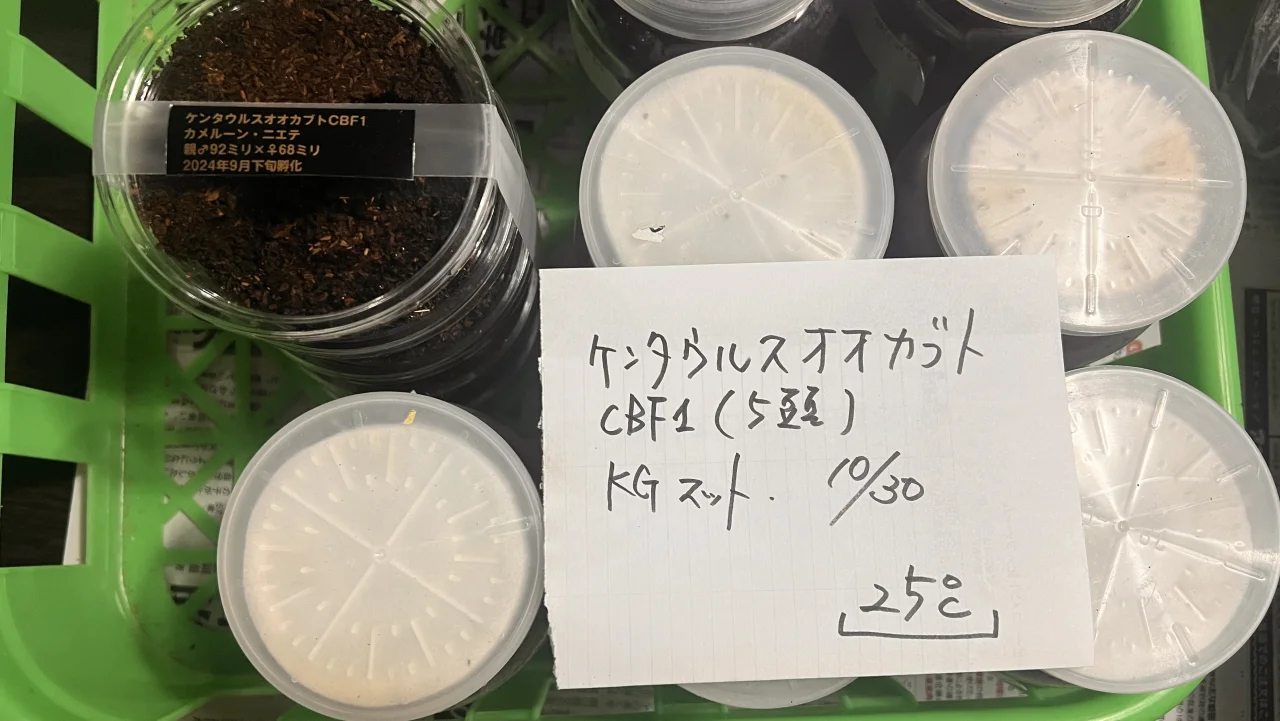 ケンタウルスオオカブトCBF1
カメルーン・ニエテ
親♂92ミリ×♀68ミリ
2024年9月下旬孵化
ケンタウルスオオカブト
CBF1(5頭)
KGマット. 10/30
25℃